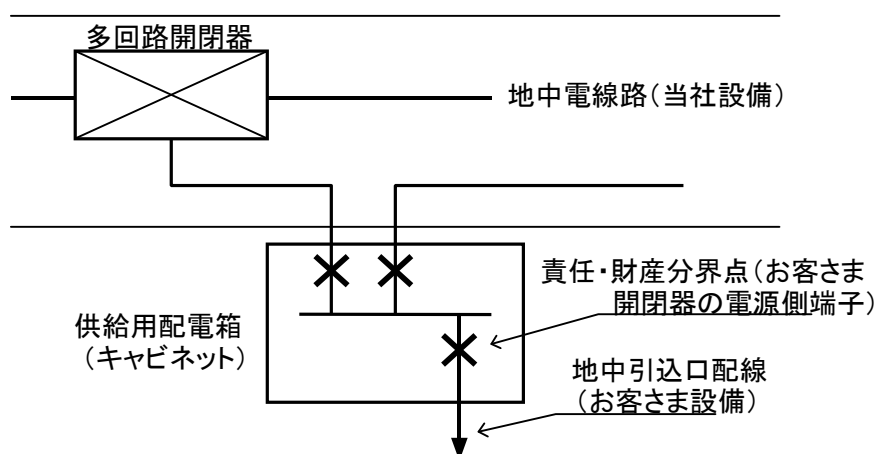 多回路開閉器
地中電線路(当社設備)
責任・財産分界点(お客さま
開閉器の電源側端子)
供給用配電箱
(キャビネット)
地中引込口配線
(お客さま設備)